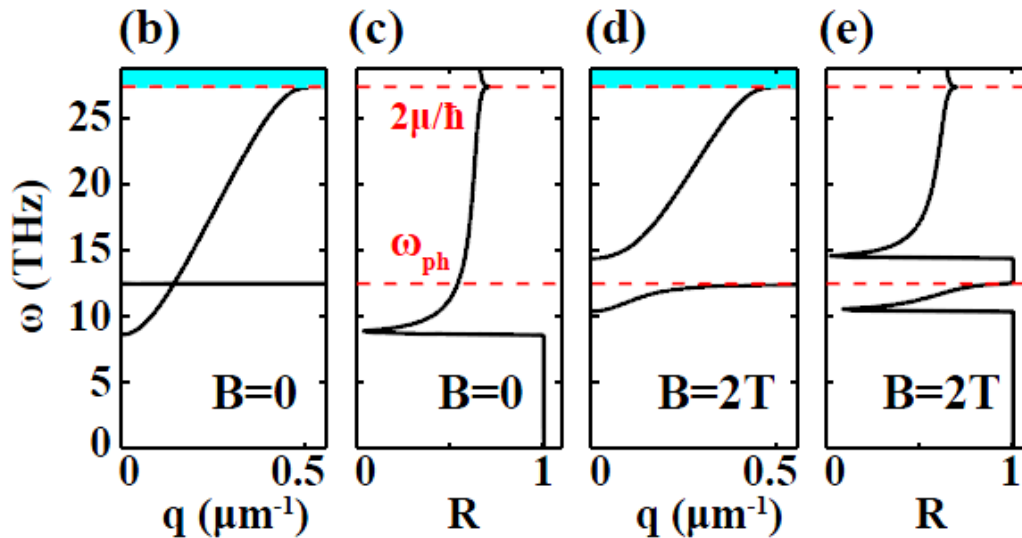 (b) (c) (d) (e)
ω (THz)
25
20
15
10
5
0
2μ/ħ
ω_ph
B=0 B=0 B=2T B=2T
0 0.5 0 1 0 0.5 0 1
q (μm⁻¹) R q (μm⁻¹) R